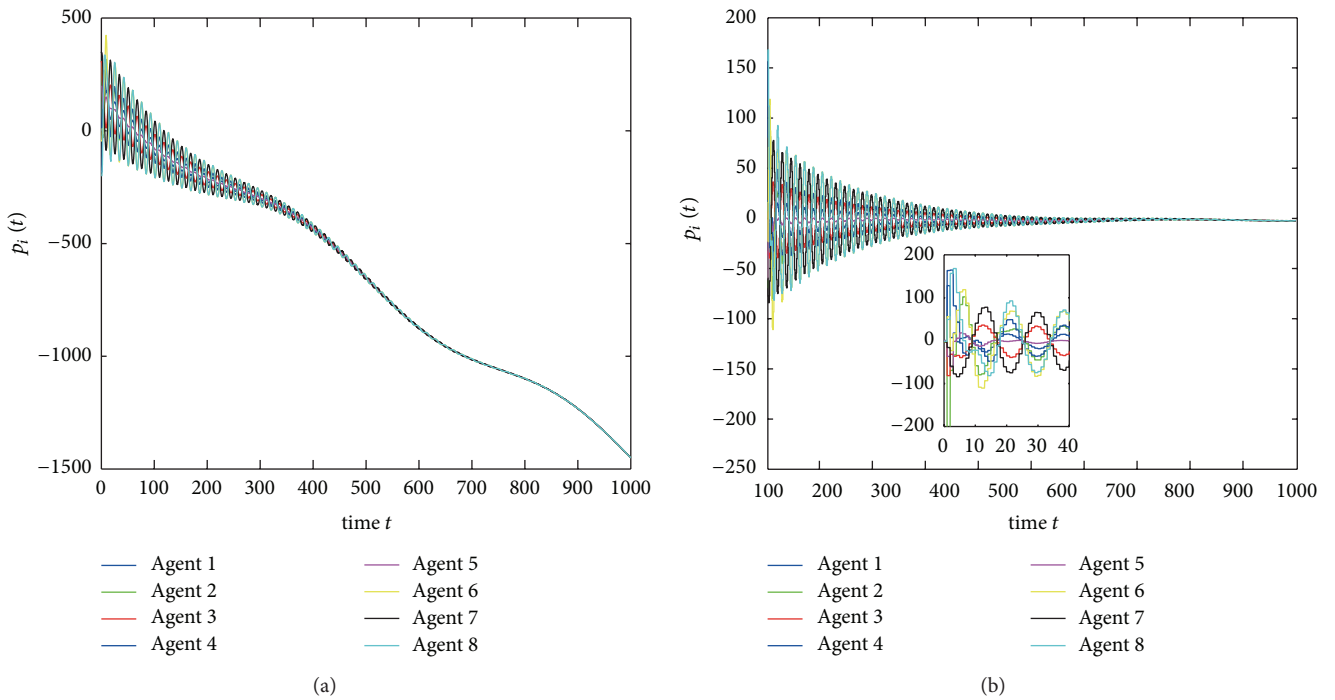 500
0
−500
−1000
−1500
p_i (t)
0 100 200 300 400 500 600 700 800 900 1000
time t
Agent 1
Agent 2
Agent 3
Agent 4
Agent 5
Agent 6
Agent 7
Agent 8
(a)
200
150
100
50
0
−50
−100
−150
−200
−250
p_i (t)
200
100
0
−100
−200
0 10 20 30 40
100 200 300 400 500 600 700 800 900 1000
time t
Agent 1
Agent 2
Agent 3
Agent 4
Agent 5
Agent 6
Agent 7
Agent 8
(b)